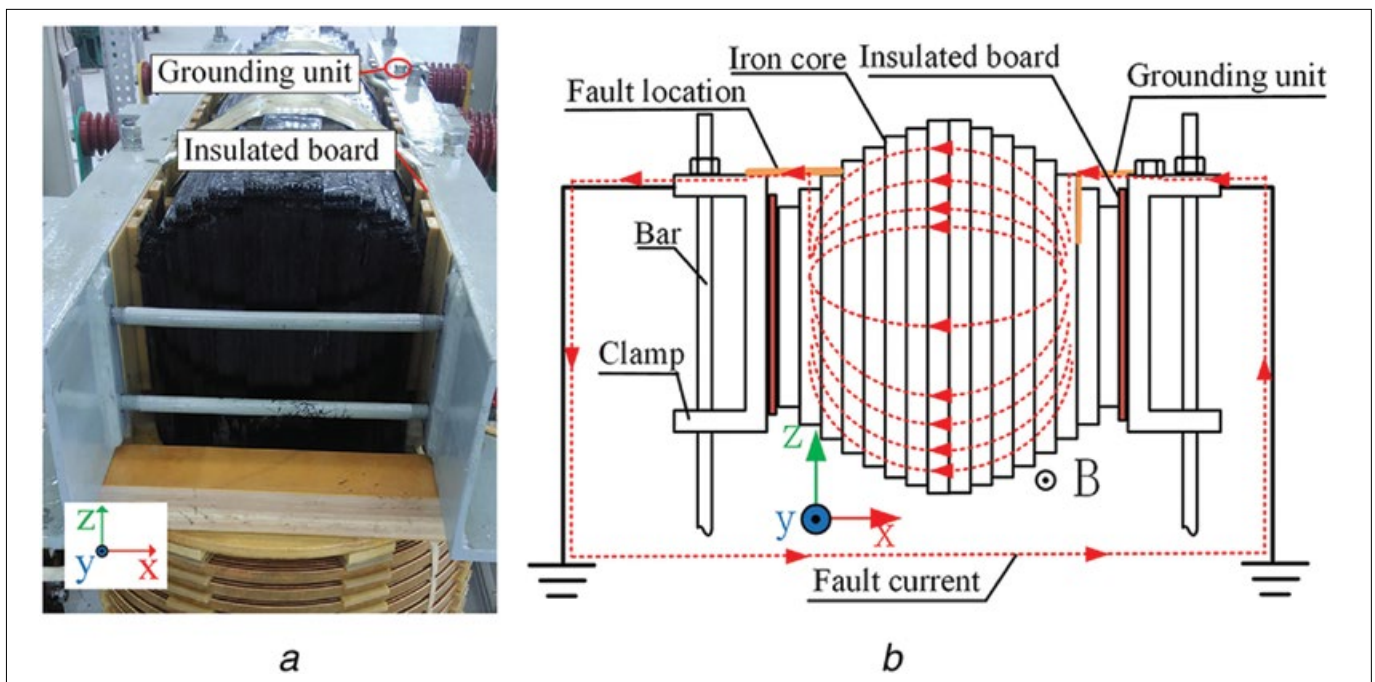 Grounding unit
Insulated board
z
y
x
a
Iron core
Insulated board
Fault location
Grounding unit
Bar
Clamp
z
B
y
x
Fault current
b